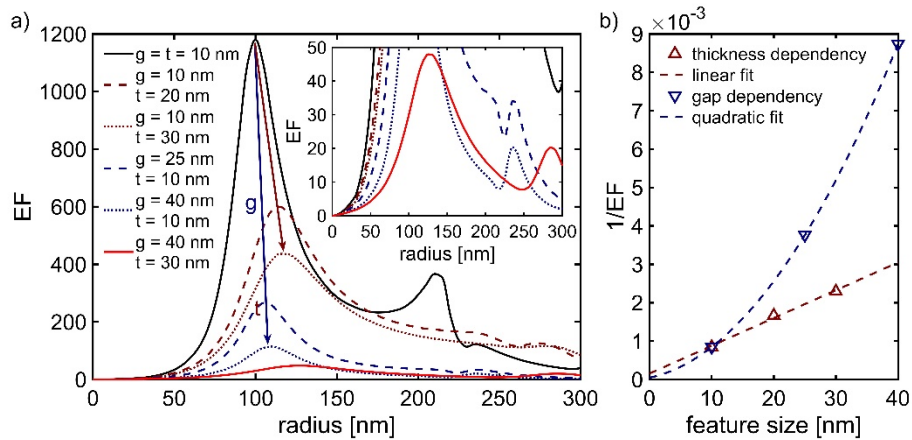 a)
1200
1000
800
600
400
200
0
EF
0
50
100
150
200
250
300
radius [nm]
g = t = 10 nm
g = 10 nm
t = 20 nm
g = 10 nm
t = 30 nm
g = 25 nm
t = 10 nm
g = 40 nm
t = 10 nm
g = 40 nm
t = 30 nm
g
t
50
40
30
20
10
0
EF
0
50
100
150
200
250
300
radius [nm]
b)
×10⁻³
9
8
7
6
5
4
3
2
1
0
1/EF
0
10
20
30
40
feature size [nm]
thickness dependency
linear fit
gap dependency
quadratic fit